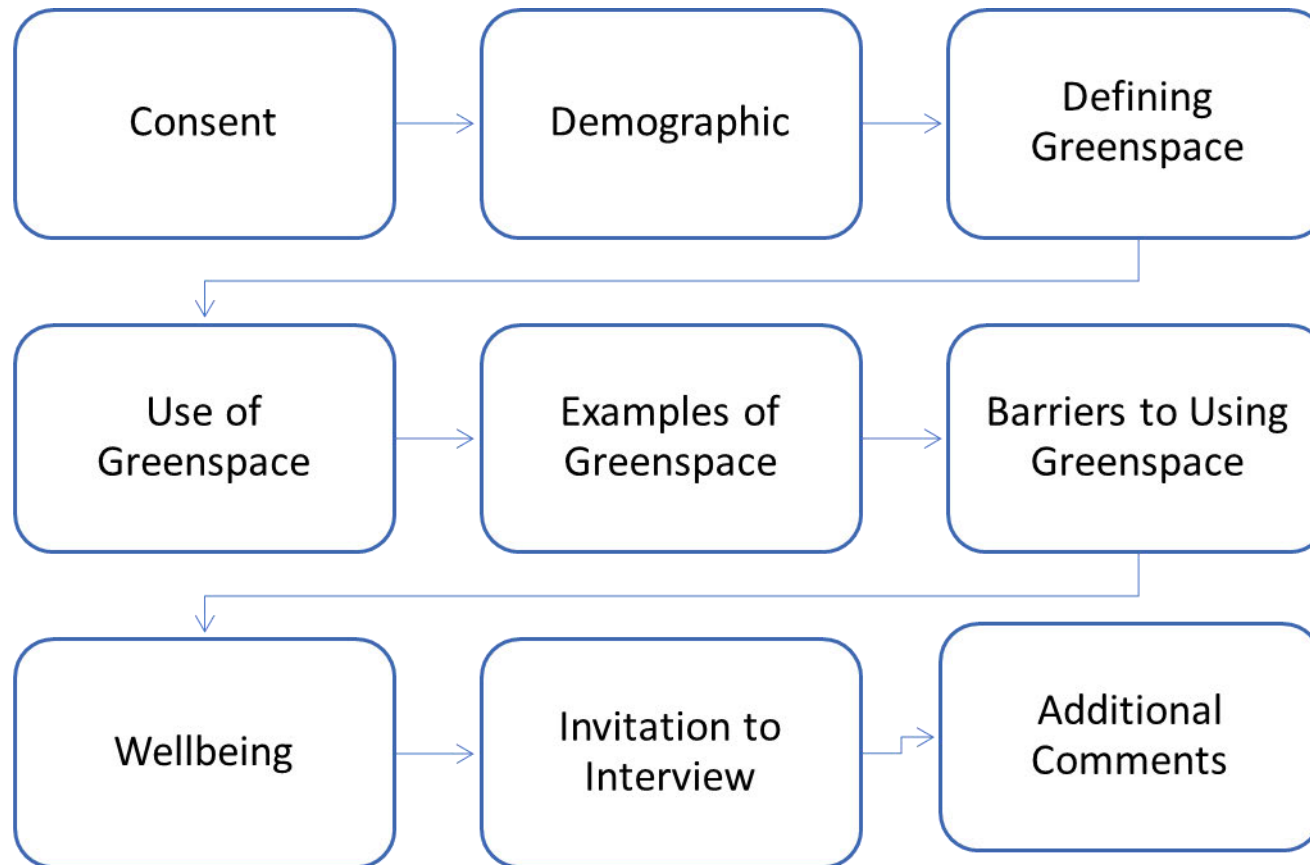 Consent
Demographic
Defining
Greenspace
Use of
Greenspace
Examples of
Greenspace
Barriers to Using
Greenspace
Wellbeing
Invitation to
Interview
Additional
Comments